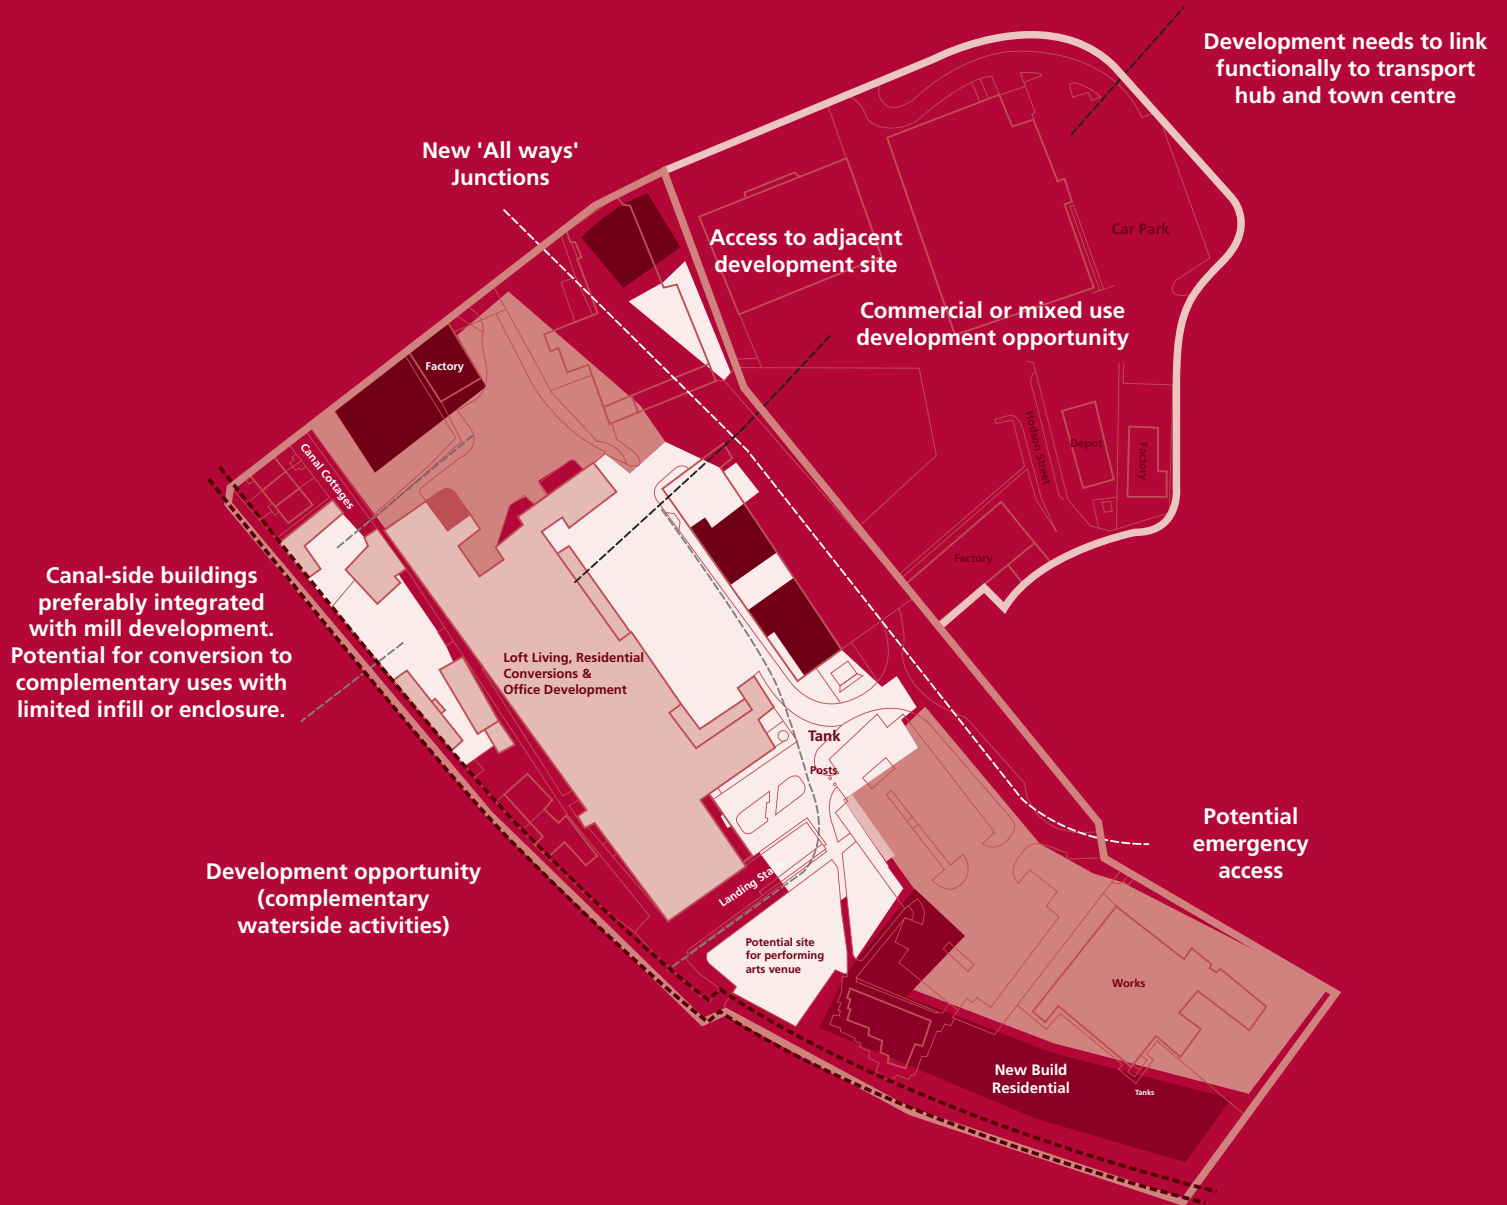 Development needs to link
functionally to transport
hub and town centre
New 'All ways'
Junctions
Access to adjacent
development site
Car Park
Commercial or mixed use
development opportunity
Factory
Canal Cottages
Hodson Street
Depot
Factory
Factory
Canal-side buildings
preferably integrated
with mill development.
Potential for conversion to
complementary uses with
limited infill or enclosure.
Loft Living, Residential
Conversions &
Office Development
Tank
Posts
Potential
emergency
access
Development opportunity
(complementary
waterside activities)
Landing Stage
Potential site
for performing
arts venue
Works
New Build
Residential
Tanks